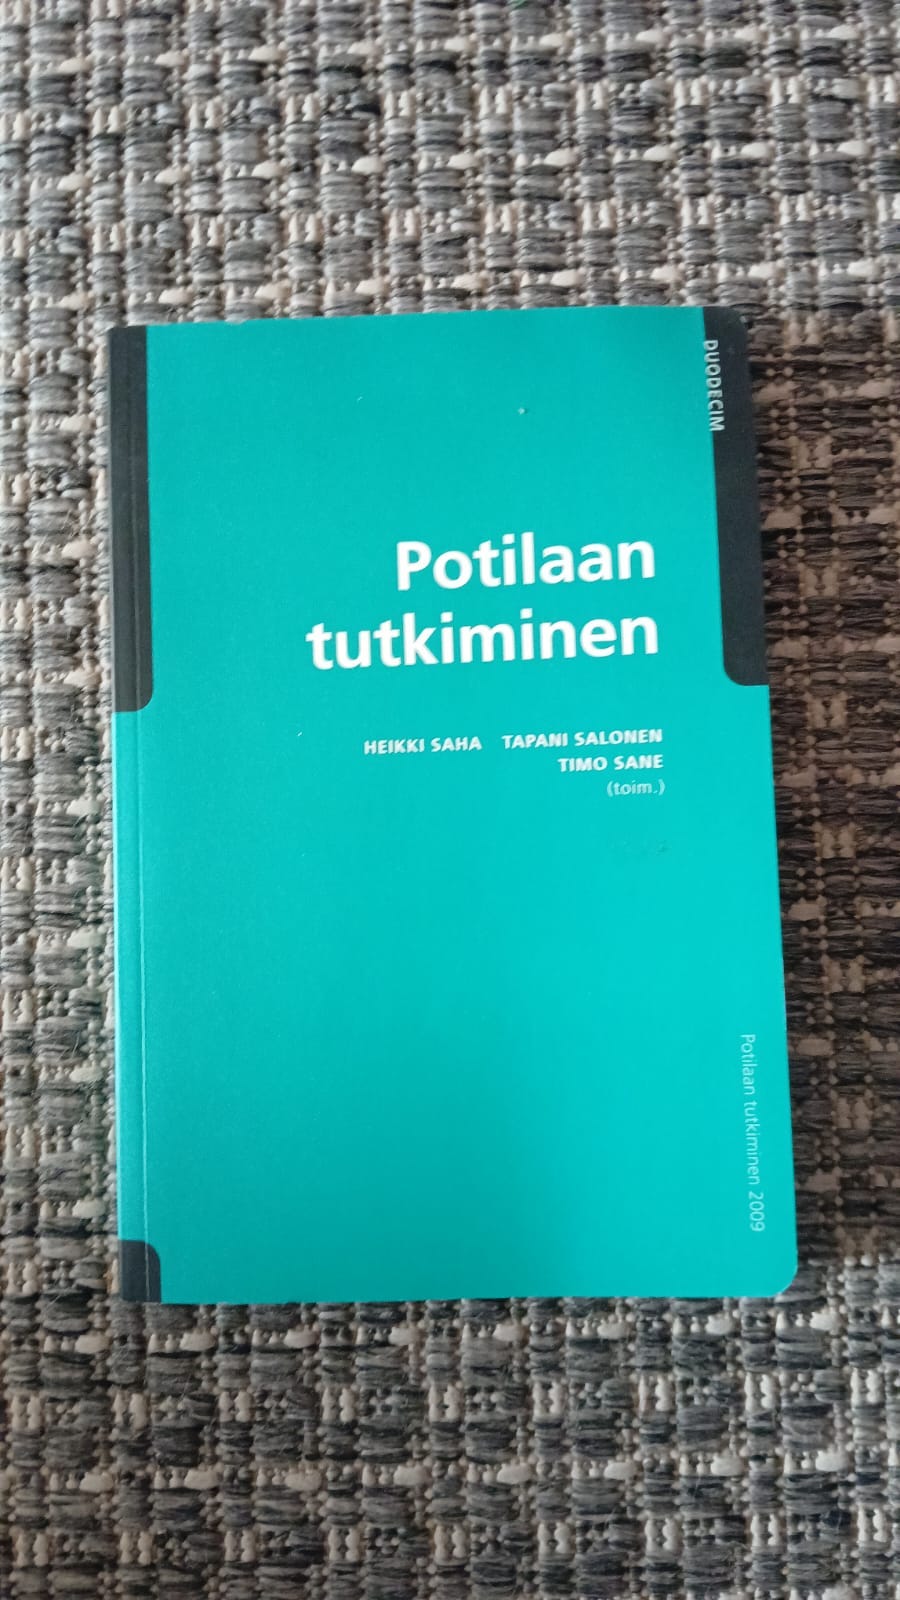 DUODECIM
Potilaan
tutkiminen
HEIKKI SAHA TAPANI SALONEN
TIMO SANE
(toim.)
Potilaan tutkiminen 2009